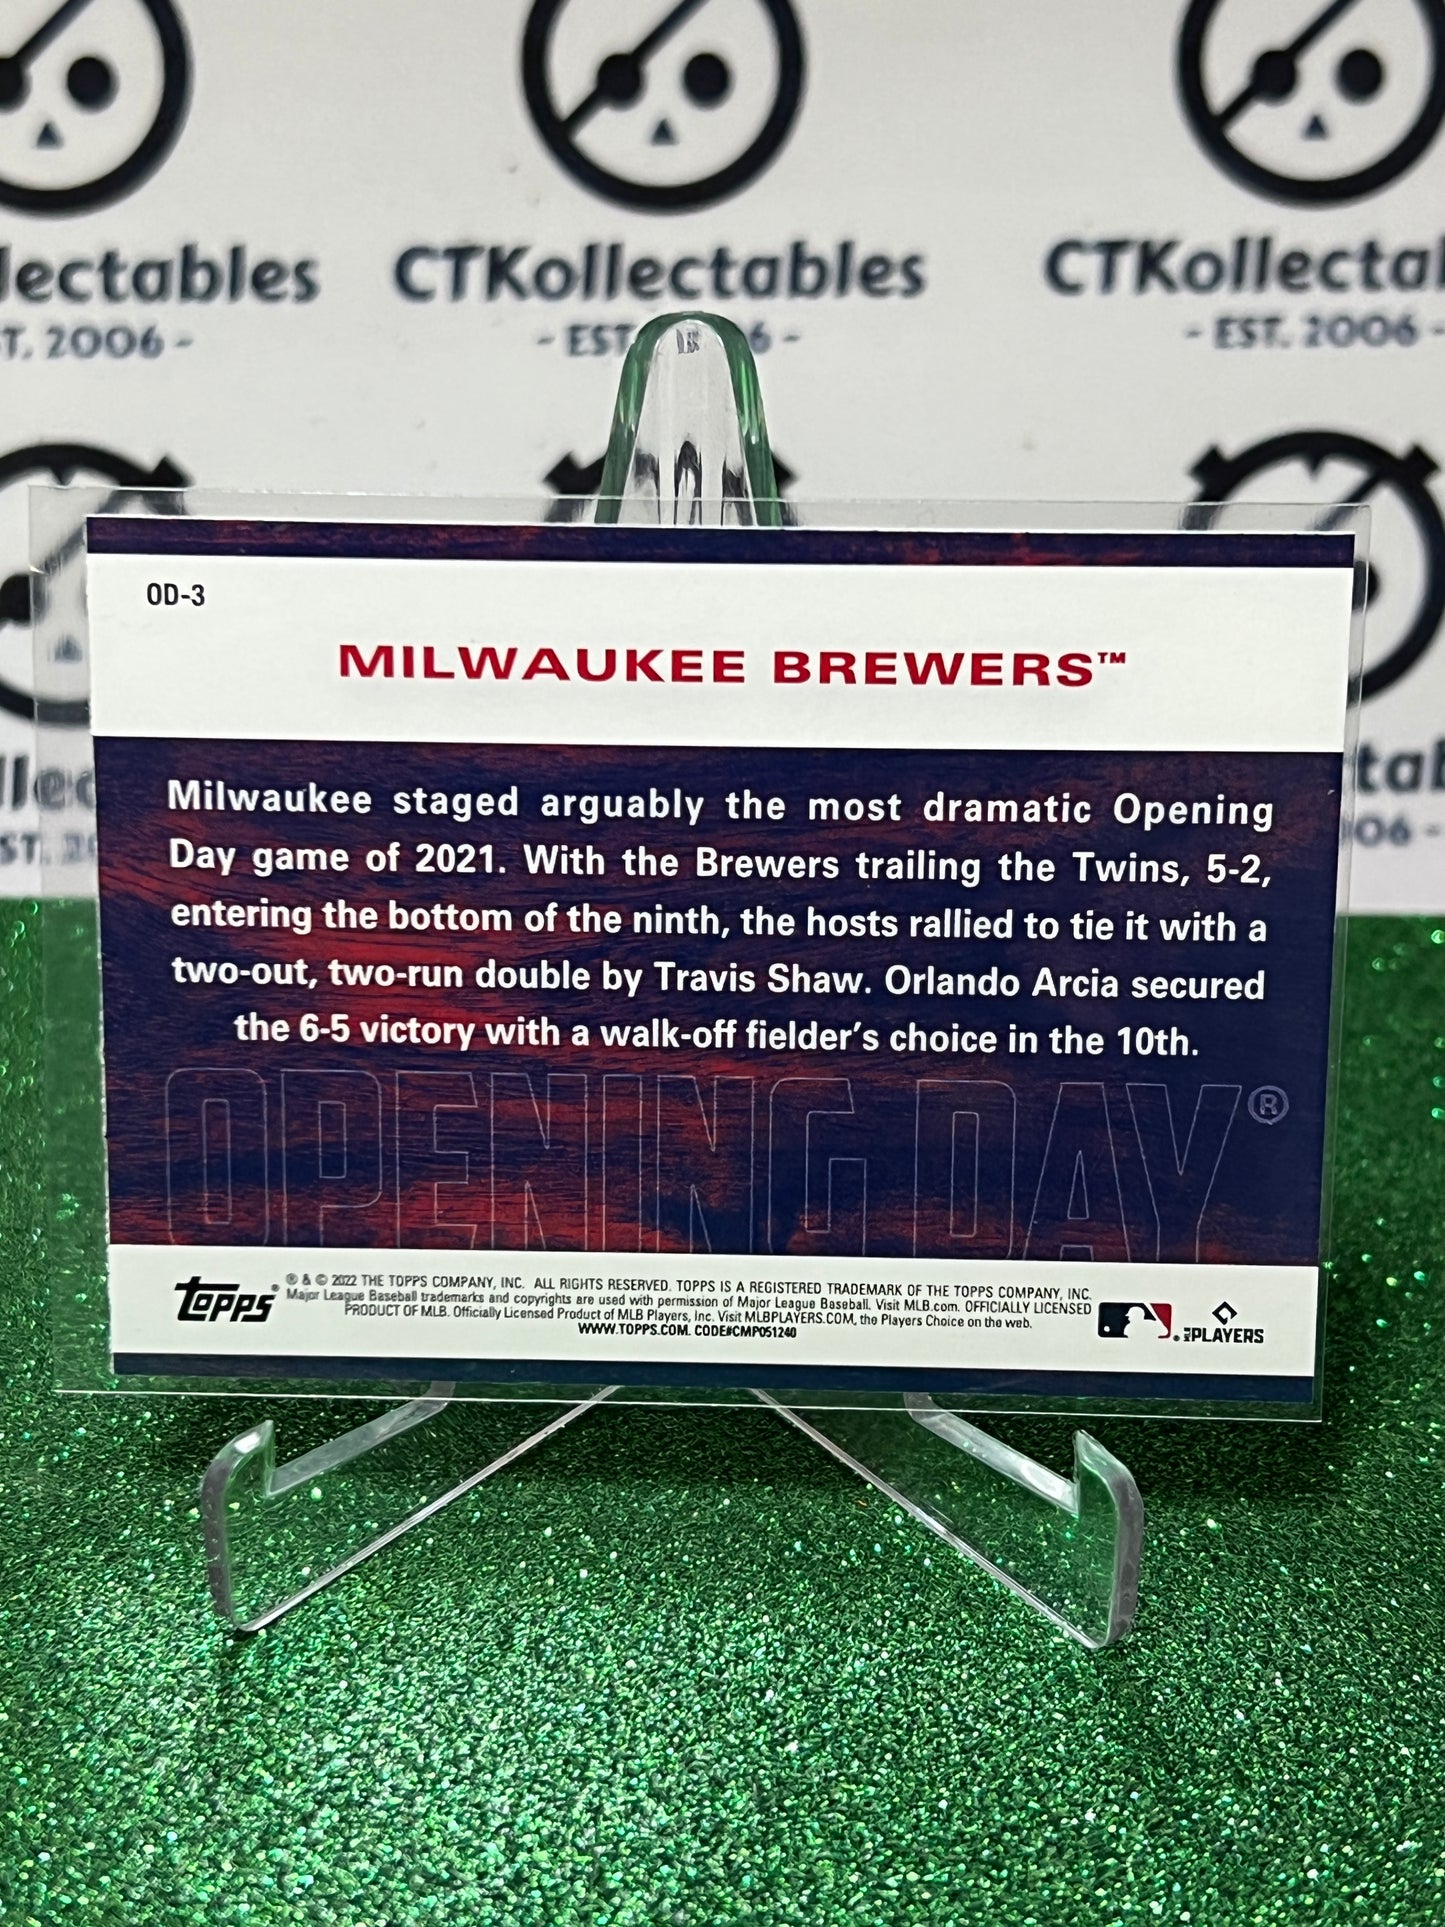 lectables CTKollectables CTKollecta
T. 2006 - - EST. 6 - - EST. 2006 -
OD-3
MILWAUKEE BREWERS™
Milwaukee staged arguably the most dramatic Opening
Day game of 2021. With the Brewers trailing the Twins, 5-2,
entering the bottom of the ninth, the hosts rallied to tie it with a
two-out, two-run double by Travis Shaw. Orlando Arcia secured
the 6-5 victory with a walk-off fielder's choice in the 10th.
OPENING DAY®
Topps® ® & © 2022 THE TOPPS COMPANY, INC. ALL RIGHTS RESERVED. TOPPS IS A REGISTERED TRADEMARK OF THE TOPPS COMPANY, INC.
Major League Baseball trademarks and copyrights are used with permission of Major League Baseball. Visit MLB.com. OFFICIALLY LICENSED
PRODUCT OF MLB. Officially Licensed Product of MLB Players, Inc. Visit MLBPLAYERS.COM, the Players Choice on the web.
WWW.TOPPS.COM. CODE#CMP051240
MLB PLAYERS